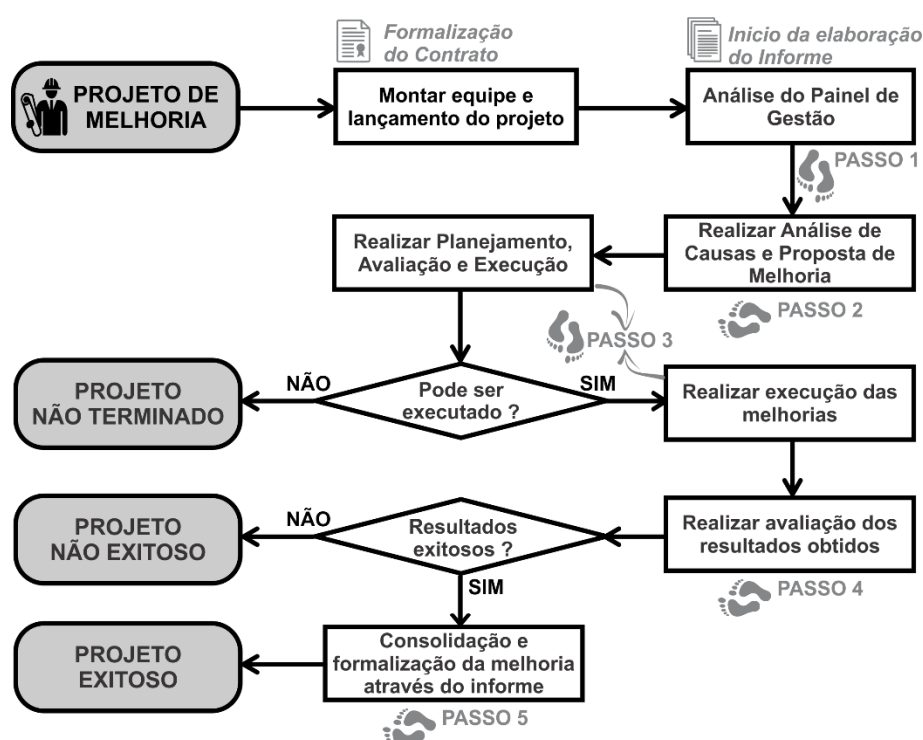 Formalização
do Contrato
Inicio da elaboração
do Informe
PROJETO DE
MELHORIA
Montar equipe e
lançamento do projeto
Análise do Painel de
Gestão
PASSO 1
Realizar Planejamento,
Avaliação e Execução
Realizar Análise de
Causas e Proposta de
Melhoria
PASSO 2
PASSO 3
PROJETO
NÃO TERMINADO
NÃO
Pode ser
executado ?
SIM
Realizar execução das
melhorias
PROJETO
NÃO EXITOSO
NÃO
Resultados
exitosos ?
Realizar avaliação dos
resultados obtidos
PASSO 4
SIM
PROJETO
EXITOSO
Consolidação e
formalização da melhoria
através do informe
PASSO 5